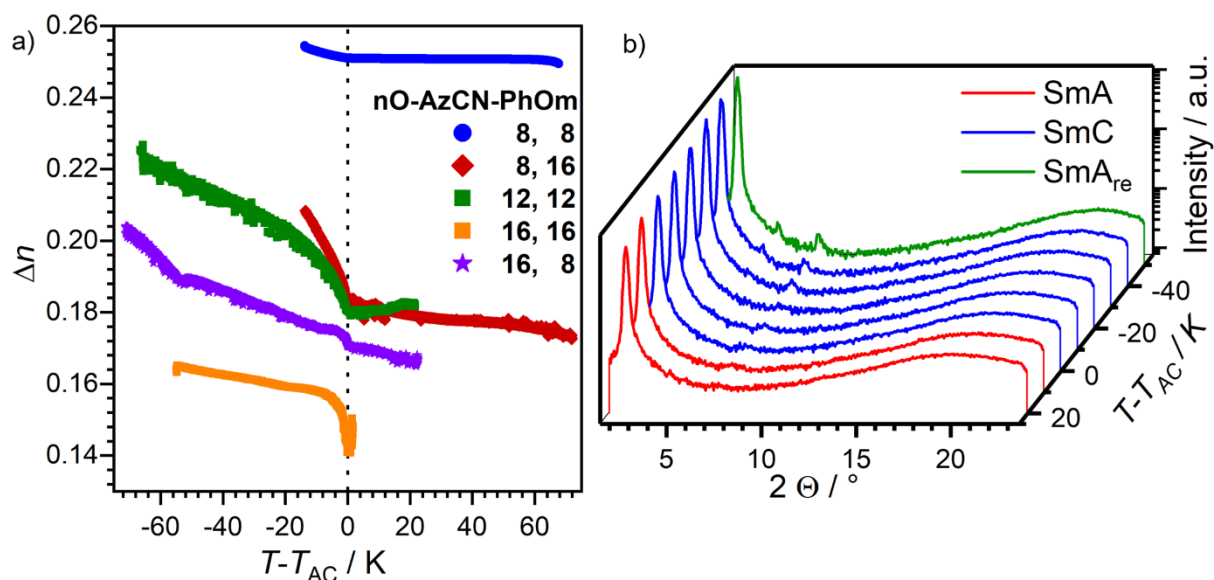 a)
0.26
0.24
0.22
0.20
0.18
0.16
0.14
Δn
nO-AzCN-PhOm
8, 8
8, 16
12, 12
16, 16
16, 8
-60 -40 -20 0 20 40 60
T-T_AC / K
b)
SmA
SmC
SmA_re
Intensity / a.u.
-40
-20
0
20
T-T_AC / K
5 10 15 20
2 Θ / °